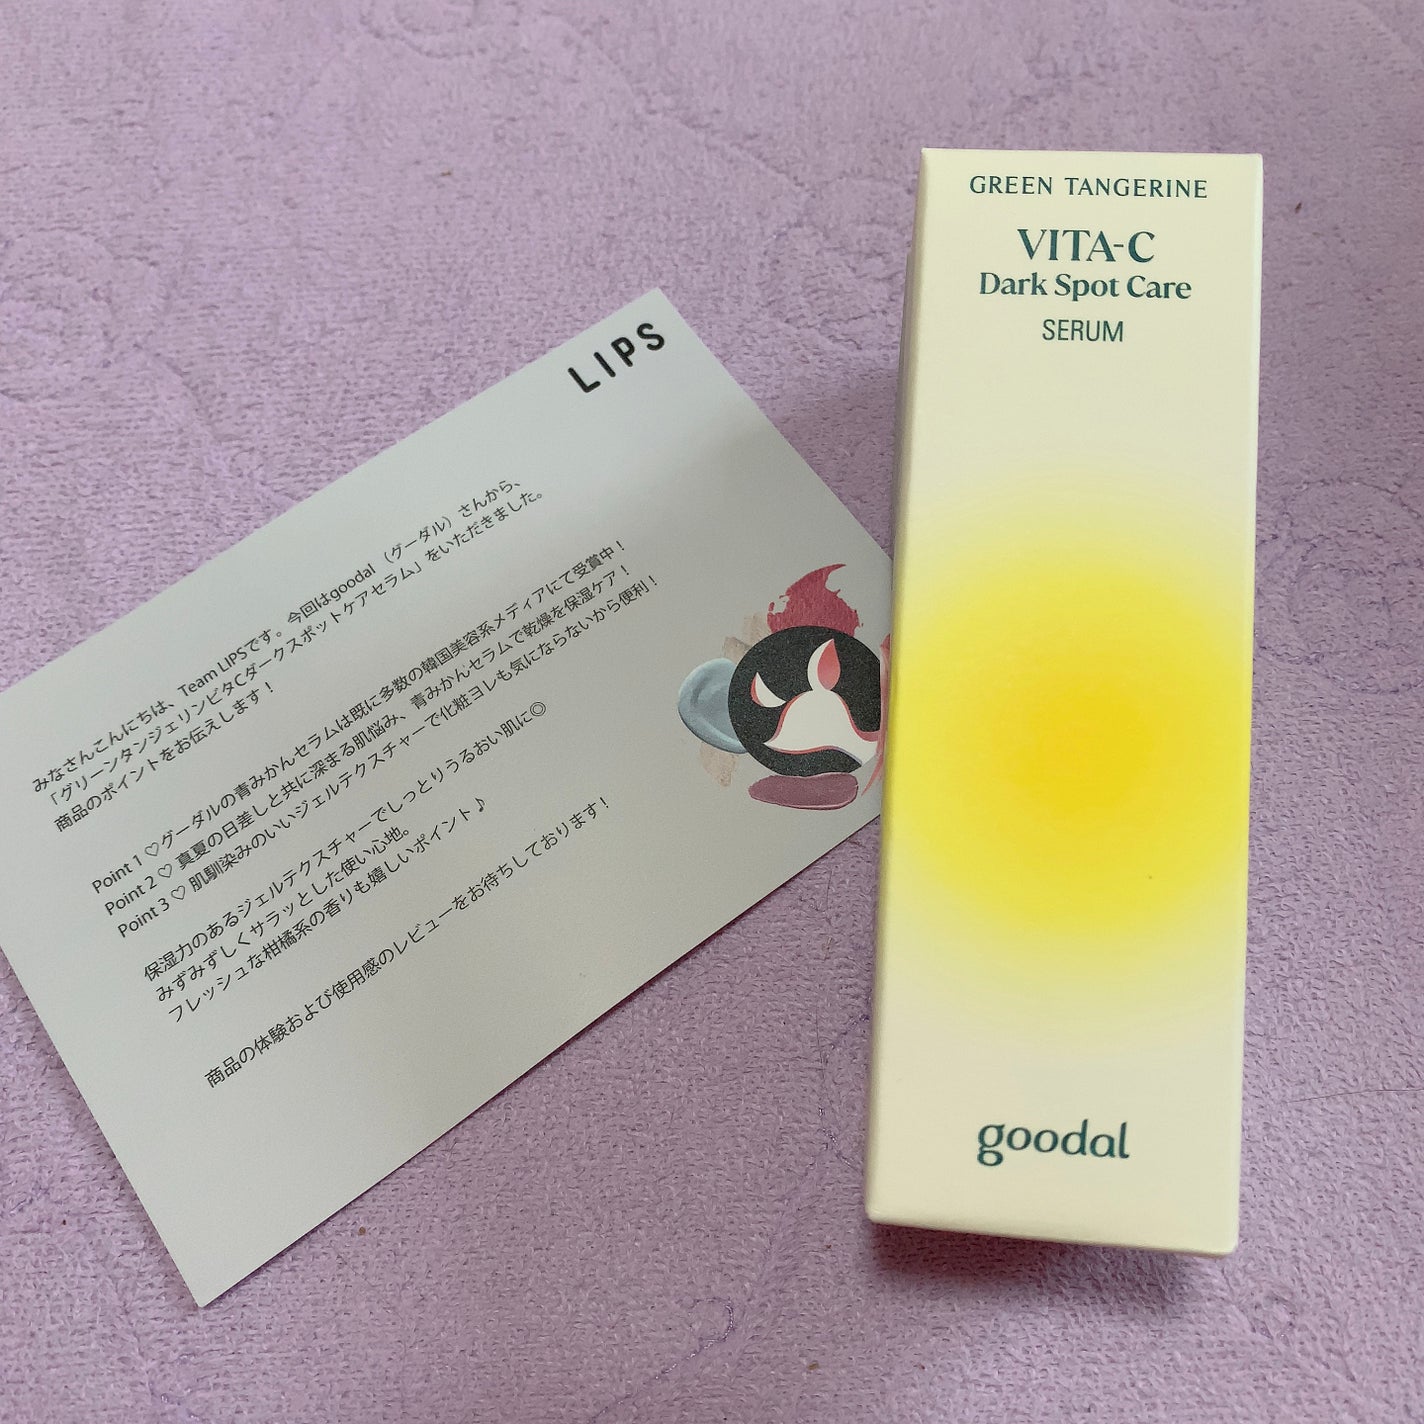 LIPS
みなさんこんにちは、Team LIPSです。今回はgoodal（グーダル）さんから、
「グリーンタンジェリンビタCダークスポットケアセラム」をいただきました。
商品のポイントをお伝えします！
Point 1 ♡グーダルの青みかんセラムは既に多数の韓国美容系メディアにて受賞中！
Point 2 ♡ 真夏の日差しと共に深まる肌悩み、青みかんセラムで乾燥を保湿ケア！
Point 3 ♡ 肌馴染みのいいジェルテクスチャーで化粧ヨレも気にならないから便利！
保湿力のあるジェルテクスチャーでしっとりうるおい肌に◎
みずみずしくサラッとした使い心地。
フレッシュな柑橘系の香りも嬉しいポイント♪
商品の体験および使用感のレビューをお待ちしております！
GREEN TANGERINE
VITA-C
Dark Spot Care
SERUM
goodal